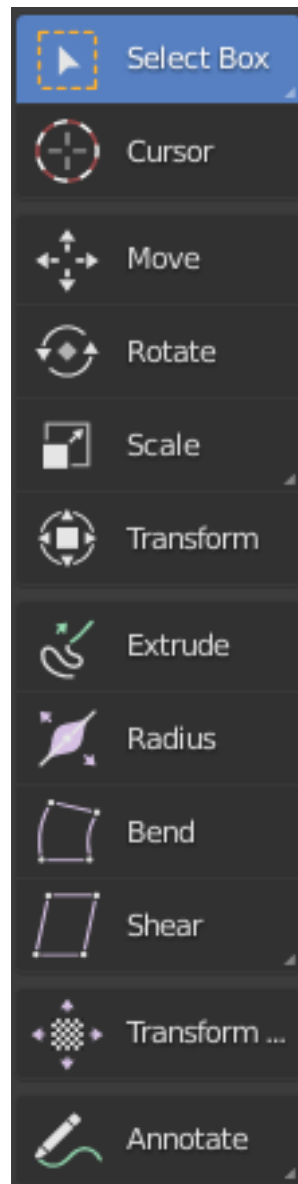 Select Box
Cursor
Move
Rotate
Scale
Transform
Extrude
Radius
Bend
Shear
Transform ...
Annotate